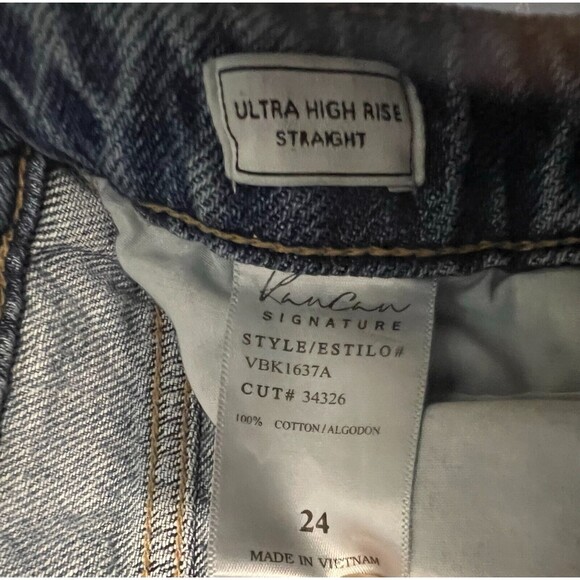 ULTRA HIGH RISE
STRAIGHT
KanCan
SIGNATURE
STYLE/ESTILO#
VBK1637A
CUT# 34326
100% COTTON/ALGODON
24
MADE IN VIETNAM